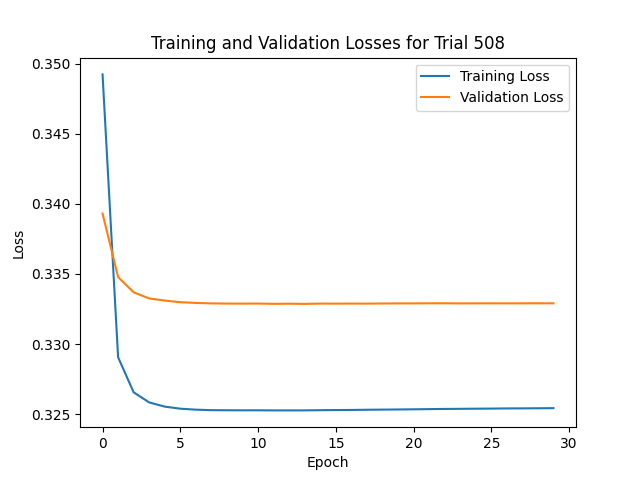 Training and Validation Losses for Trial 508
Training Loss
Validation Loss
Loss
0.350
0.345
0.340
0.335
0.330
0.325
0 5 10 15 20 25 30
Epoch